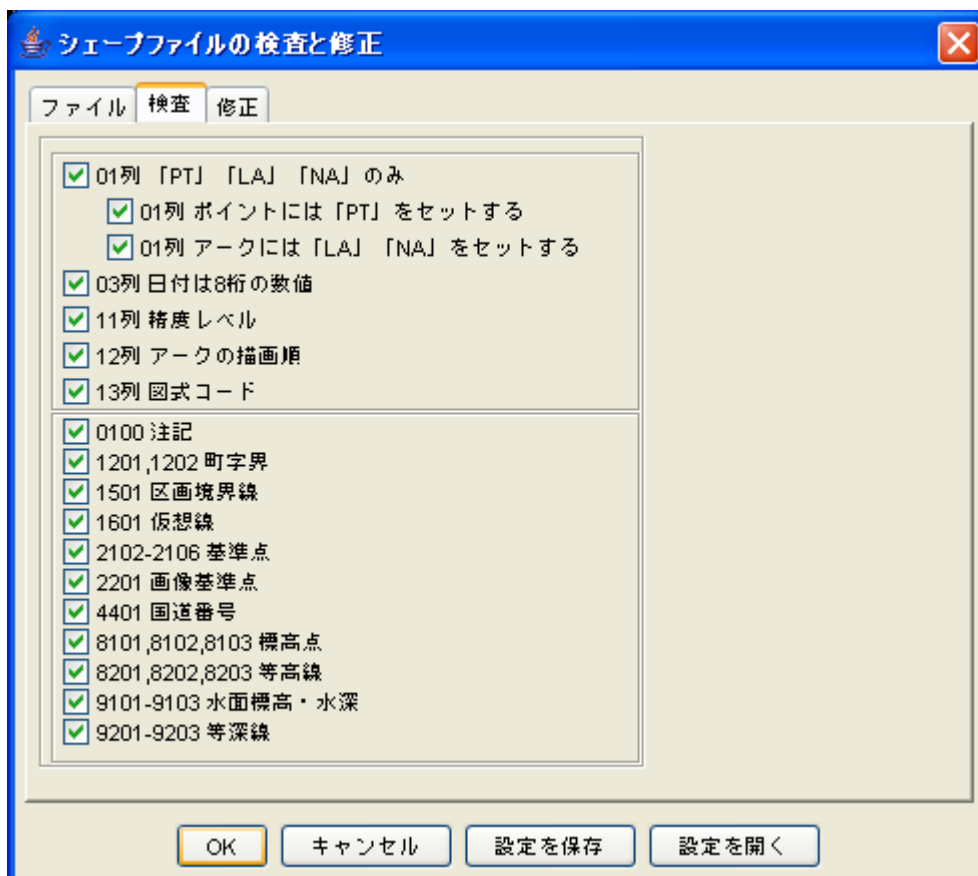 シェープファイルの検査と修正
ファイル 検査 修正
01列 「PT」 「LA」 「NA」 のみ
01列 ポイントには「PT」をセットする
01列 アークには「LA」 「NA」をセットする
03列 日付は8桁の数値
11列 精度レベル
12列 アークの描画順
13列 図式コード
0100 注記
1201,1202 町字界
1501 区画境界線
1601 仮想線
2102-2106 基準点
2201 画像基準点
4401 国道番号
8101,8102,8103 標高点
8201,8202,8203 等高線
9101-9103 水面標高・水深
9201-9203 等深線
OK キャンセル 設定を保存 設定を開く